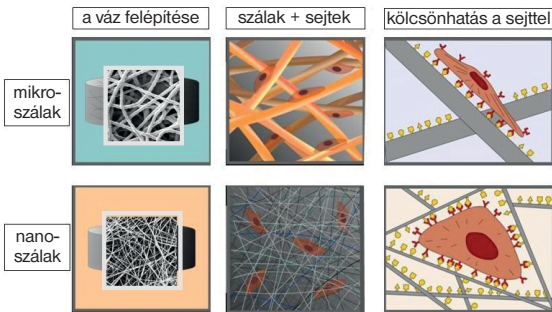 a váz felépítése
szálak + sejtek
kölcsönhatás a sejttel
mikro-
szálak
nano-
szálak